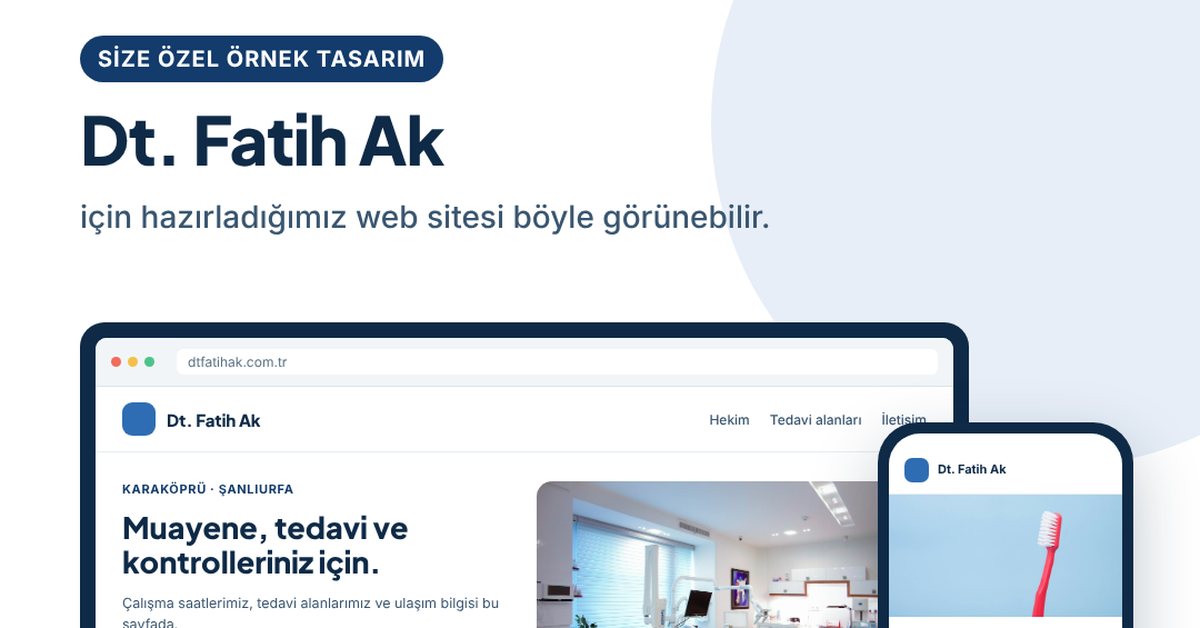 SİZE ÖZEL ÖRNEK TASARIM
Dt. Fatih Ak
için hazırladığımız web sitesi böyle görünebilir.
dtfatihak.com.tr
Dt. Fatih Ak
Hekim Tedavi alanları İletişim
Dt. Fatih Ak
KARAKÖPRÜ · ŞANLIURFA
Muayene, tedavi ve
kontrolleriniz için.
Çalışma saatlerimiz, tedavi alanlarımız ve ulaşım bilgisi bu
sayfada.